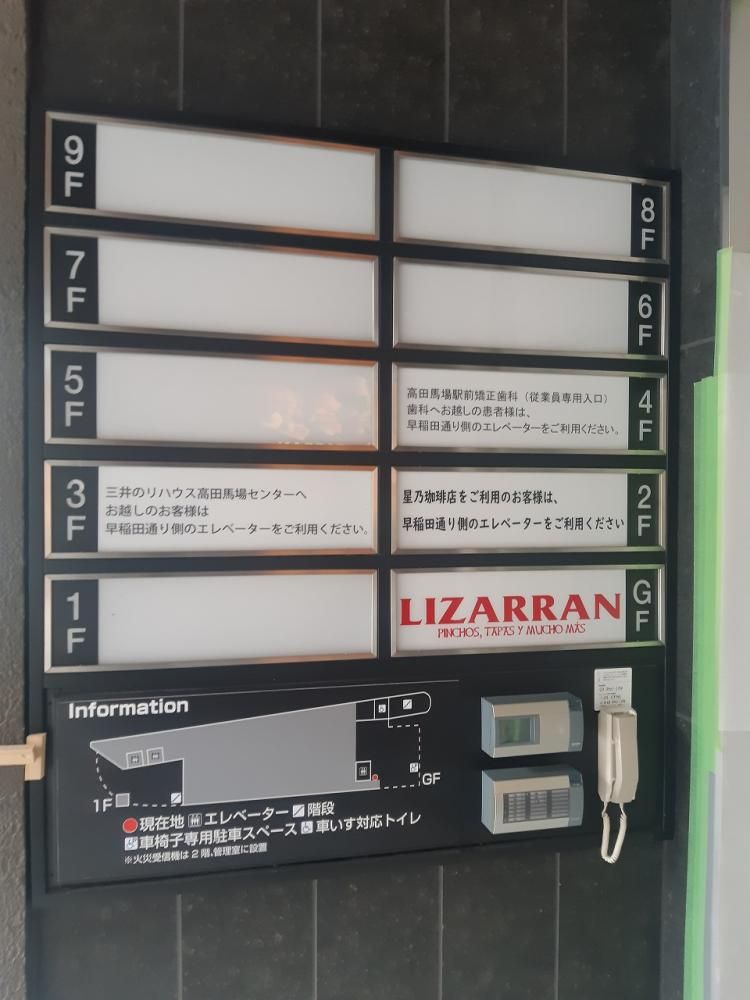 9F
8F
7F
6F
5F
高田馬場駅前矯正歯科（従業員専用入口）
歯科へお越しの患者様は、
早稲田通り側のエレベーターをご利用ください。
4F
3F
三井のリハウス高田馬場センターへ
お越しのお客様は
早稲田通り側のエレベーターをご利用ください。
星乃珈琲店をご利用のお客様は、
早稲田通り側のエレベーターをご利用ください
2F
1F
LIZARRAN
PINCHOS, TAPAS Y MUCHO MÁS
GF
Information
1F
GF
現在地 エレベーター 階段
車椅子専用駐車スペース 車いす対応トイレ
※火災受信機は2階、管理室に設置